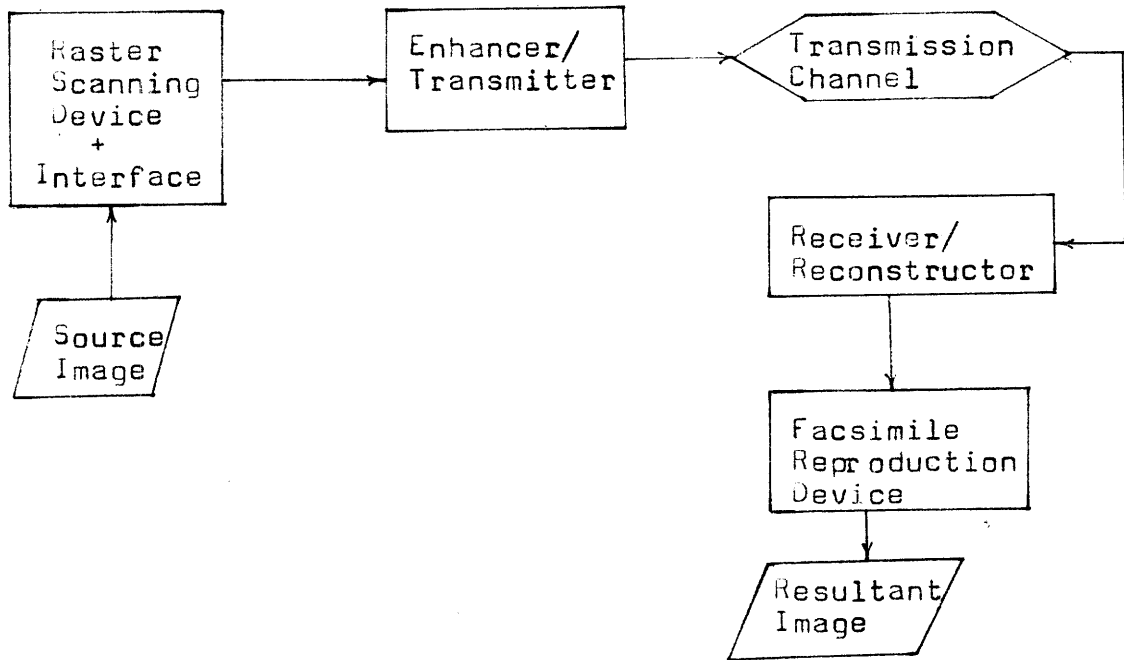 Raster
Scanning
Device
+
Interface
Enhancer/
Transmitter
Transmission
Channel
Receiver/
Reconstructor
Source
Image
Facsimile
Reproduction
Device
Resultant
Image